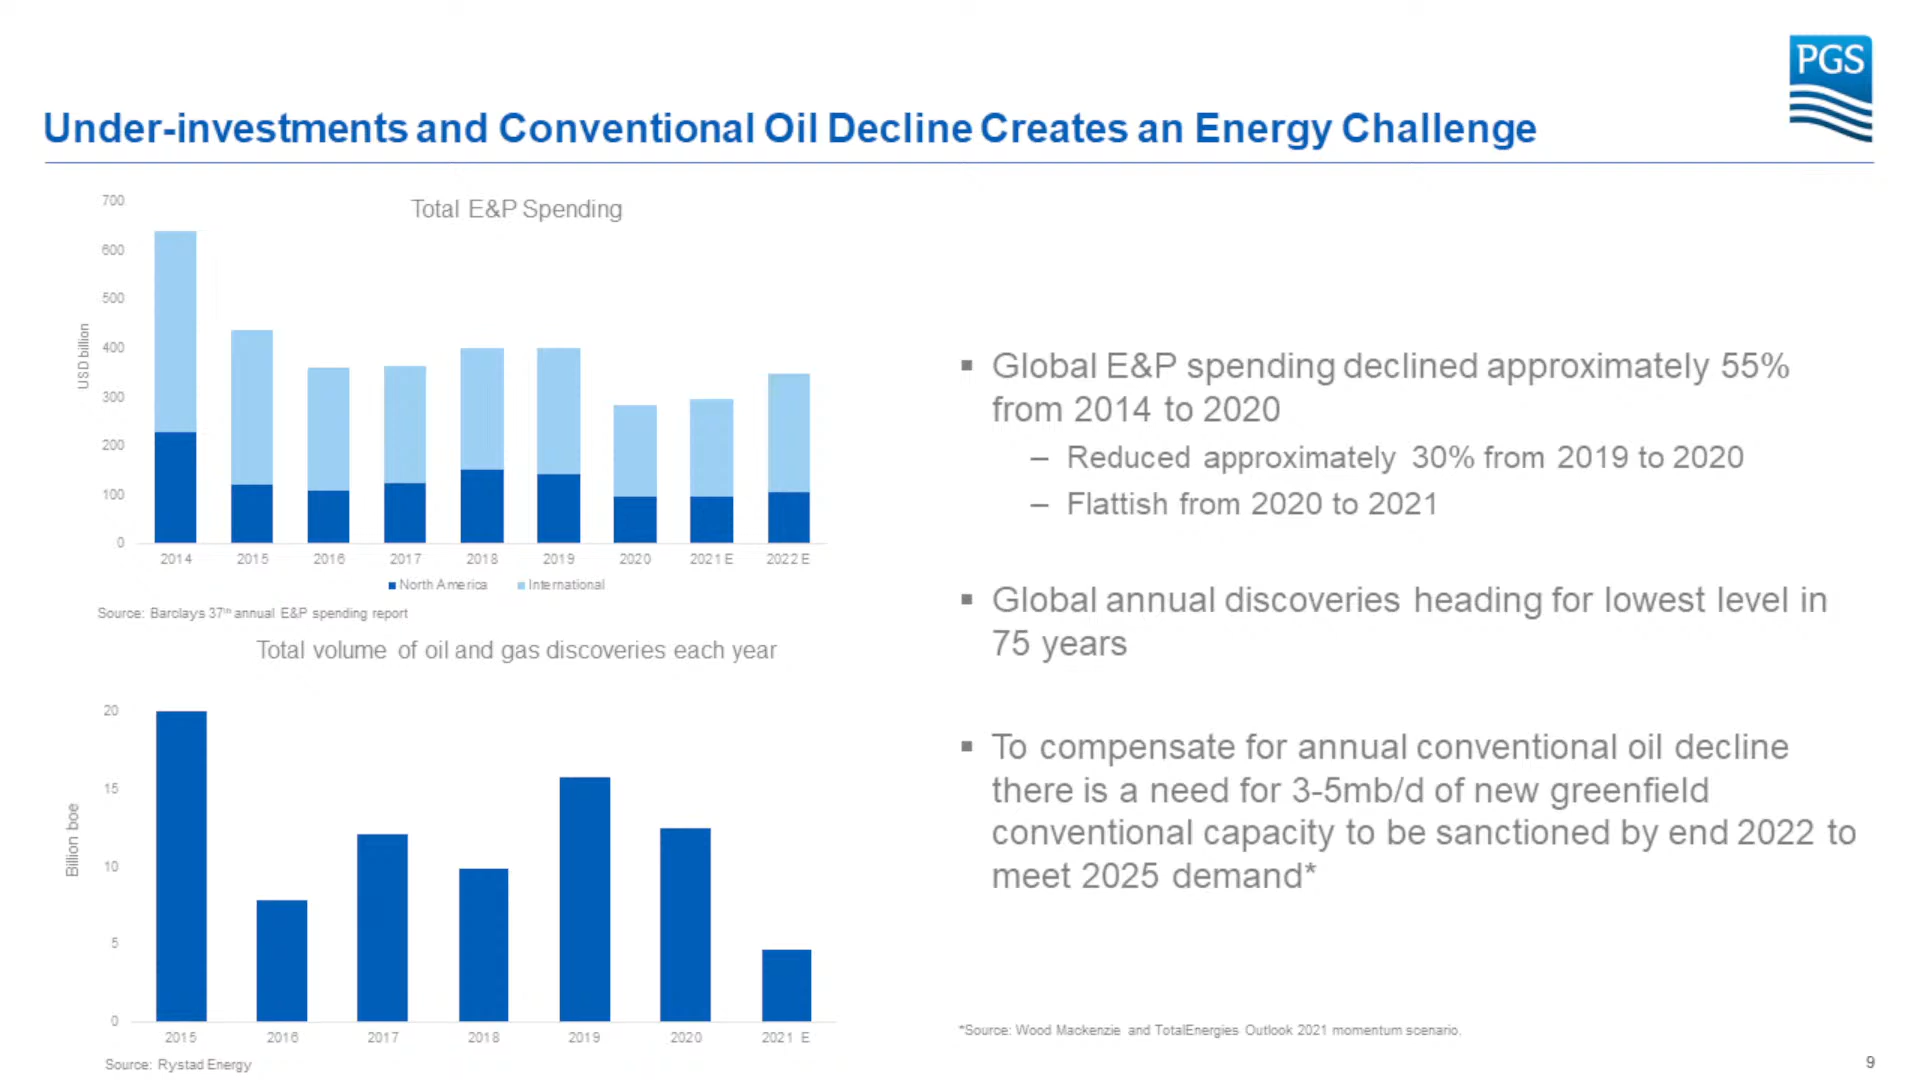 PGS
Under-investments and Conventional Oil Decline Creates an Energy Challenge
Total E&P Spending
700
600
500
400
300
200
100
0
USD billion
2014 2015 2016 2017 2018 2019 2020 2021E 2022E
North America International
Source: Barclays 37th annual E&P spending report
Total volume of oil and gas discoveries each year
20
15
10
5
0
Billion boe
2015 2016 2017 2018 2019 2020 2021 E
Source: Rystad Energy
▪ Global E&P spending declined approximately 55%
from 2014 to 2020
– Reduced approximately 30% from 2019 to 2020
– Flattish from 2020 to 2021
▪ Global annual discoveries heading for lowest level in
75 years
▪ To compensate for annual conventional oil decline
there is a need for 3-5mb/d of new greenfield
conventional capacity to be sanctioned by end 2022 to
meet 2025 demand*
*Source: Wood Mackenzie and TotalEnergies Outlook 2021 momentum scenario.
9